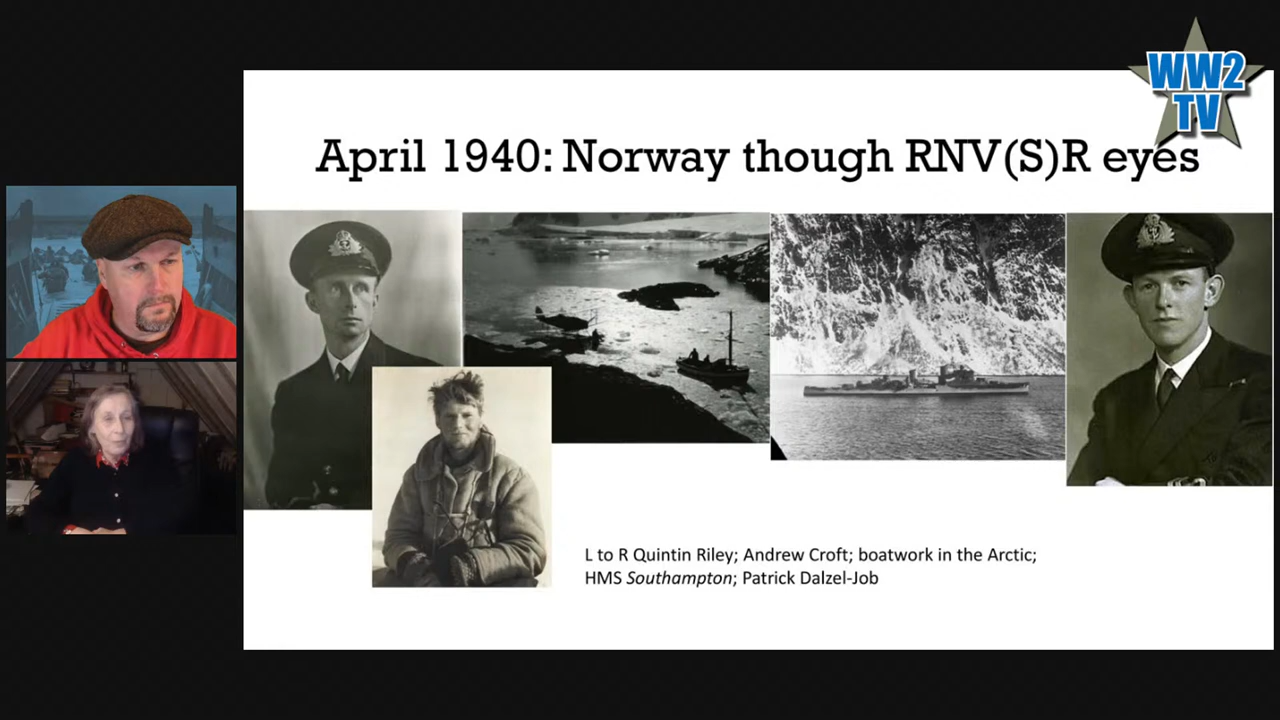 WW2
TV
April 1940: Norway though RNV(S)R eyes
L to R Quintin Riley; Andrew Croft; boatwork in the Arctic;
HMS Southampton; Patrick Dalzel-Job